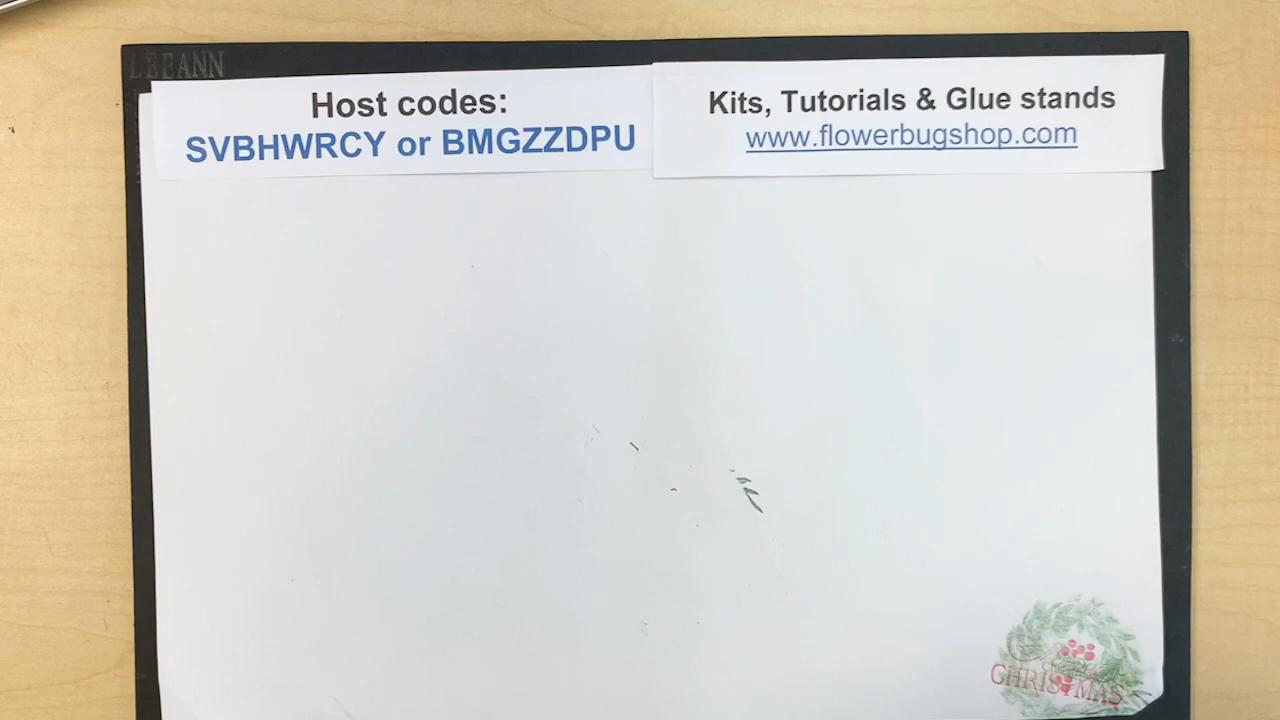 LEEANN
Host codes:
SVBHWRCY or BMGZZDPU
Kits, Tutorials & Glue stands
www.flowerbugshop.com
CHRISTMAS